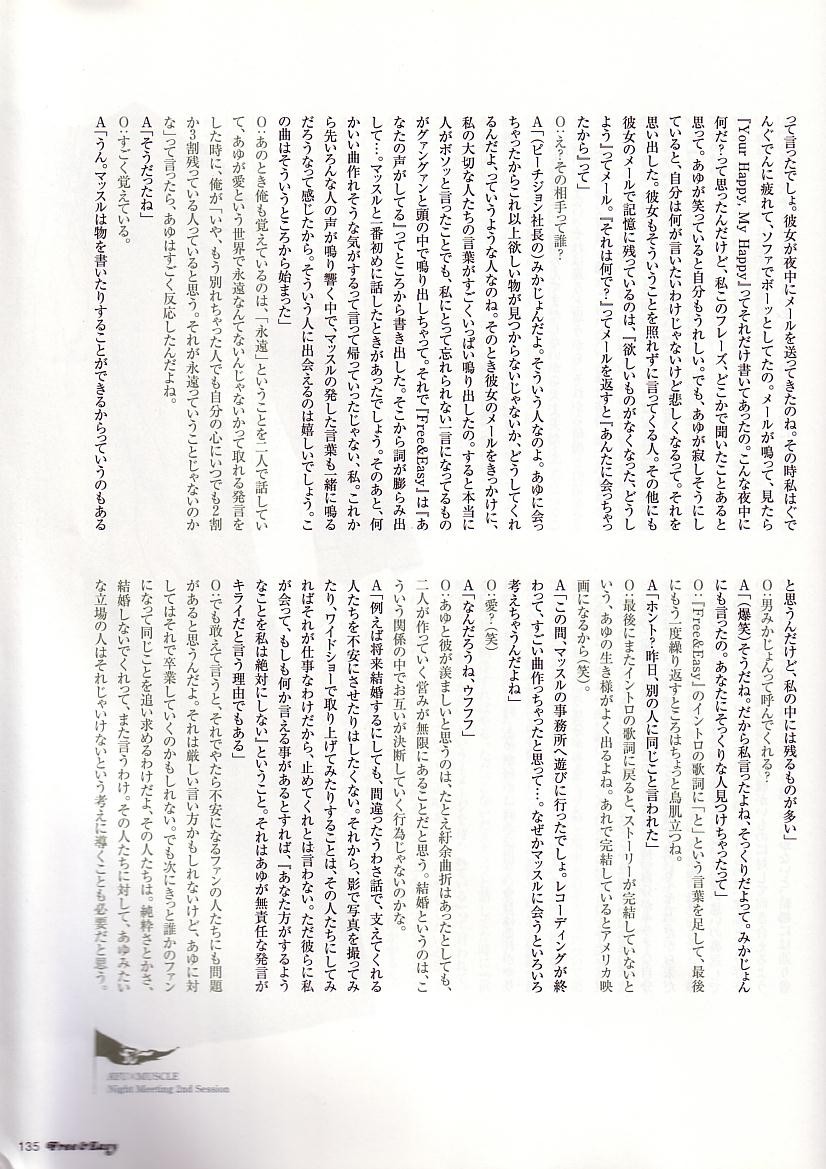 って言ったでしょ。彼女が夜中にメールを送ってきたのね。その時私はぐで
んぐでんに疲れて、ソファでボーッとしてたの。メールが鳴って、見たら
『Your Happy, My Happy』ってそれだけ書いてあったの。こんな夜中に
何だ？って思ったんだけど、私このフレーズ、どこかで聞いたことあると
思って。あゆが笑っていると自分もうれしい。でも、あゆが寂しそうにし
ていると、自分は何が言いたいわけじゃないけど悲しくなるって。それを
思い出した。彼女もそういうことを照れずに言ってくる人。その他にも
彼女のメールで記憶に残っているのは、『欲しいものがなくなった、どうし
よう』ってメール。『それは何で？』ってメールを返すと『あんたに会っちゃっ
たから』って」
O：え？その相手って誰？
A「（ピーチジョン社長の）みかじょんだよ。そういう人なのよ。あゆに会っ
ちゃったからこれ以上欲しい物が見つからないじゃないか、どうしてくれ
るんだよ、っていうような人なのね。そのとき彼女のメールをきっかけに、
私の大切な人たちの言葉がすごくいっぱい鳴り出したの。すると本当に
人がボソッと言ったことでも、私にとって忘れられない一言になってるもの
がグァングァンと頭の中で鳴り出しちゃって。それで『Free&Easy』は『あ
なたの声がしてる』ってところから書き出した。そこから詞が膨らみ出
して…。マッスルと一番初めに話したときがあったでしょう。そのあと、何
かいい曲作れそうな気がするって言って帰っていったじゃない、私。これか
ら先いろんな人の声が鳴り響く中で、マッスルの発した言葉も一緒に鳴る
だろうなって感じたから。そういう人に出会えるのは嬉しいでしょう。こ
の曲はそういうところから始まった」
O：あのとき俺も覚えているのは、「永遠」ということを二人で話してい
て、あゆが愛という世界で永遠なんてないんじゃないかって取れる発言を
した時に、俺が「いや、もう別れちゃった人でも自分の心にいつでも2割
か3割残っている人っていると思う。それが永遠っていうことじゃないのか
な」って言ったら、あゆはすごく反応したんだよね。
A「そうだったね」
O：すごく覚えている。
A「うん。マッスルは物を書いたりすることができるからっていうのもある
と思うんだけど、私の中には残るものが多い」
O：男みかじょんって呼んでくれる？
A「（爆笑）そうだね。だから私言ったよね、そっくりだよって。みかじょん
にも言ったの。あなたにそっくりな人見つけちゃったって」
O：『Free&Easy』のイントロの歌詞に「と」という言葉を足して、最後
にもう一度繰り返すところはちょっと鳥肌立つね。
A「ホント？昨日、別の人に同じこと言われた」
O：最後にまたイントロの歌詞に戻ると、ストーリーが完結していないと
いう、あゆの生き様がよく出るよね。あれで完結しているとアメリカ映
画になるから（笑）。
A「この間、マッスルの事務所へ遊びに行ったでしょ。レコーディングが終
わって、すごい曲作っちゃったと思って…。なぜかマッスルに会うといろいろ
考えちゃうんだよね」
O：愛？（笑）
A「なんだろうね、ウフフフ」
O：あゆと彼が羨ましいと思うのは、たとえ紆余曲折はあったとしても、
二人が作っていく営みが無限にあることだと思う。結婚というのは、こ
ういう関係の中でお互いが決断していく行為じゃないのかな。
A「例えば将来結婚するにしても、間違ったうわさ話で、支えてくれる
人たちを不安にさせたりはしたくない。それから、影で写真を撮ってみ
たり、ワイドショーで取り上げてみたりすることは、その人たちにしてみ
ればそれが仕事なわけだから、止めてくれとは言わない。ただ彼らに私
が会って、もしも何か言える事があるとすれば、『あなた方がするよう
なことを私は絶対にしない』ということ。それはあゆが無責任な発言が
キライだと言う理由でもある」
O：でも敢えて言うと、それでやたら不安になるファンの人たちにも問題
があると思うんだよ。それは厳しい言い方かもしれないけど、あゆに対
してはそれで卒業していくのかもしれない。でも次にきっと誰かのファン
になって同じことを追い求めるわけだよ、その人たちは。純粋さとかさ、
結婚しないでくれって、また言うわけ。その人たちに対して、あゆみたい
な立場の人はそれじゃいけないという考えに導くことも必要だと思う。
AYU×MUSCLE
Night Meeting 2nd Session
135 Free&Easy